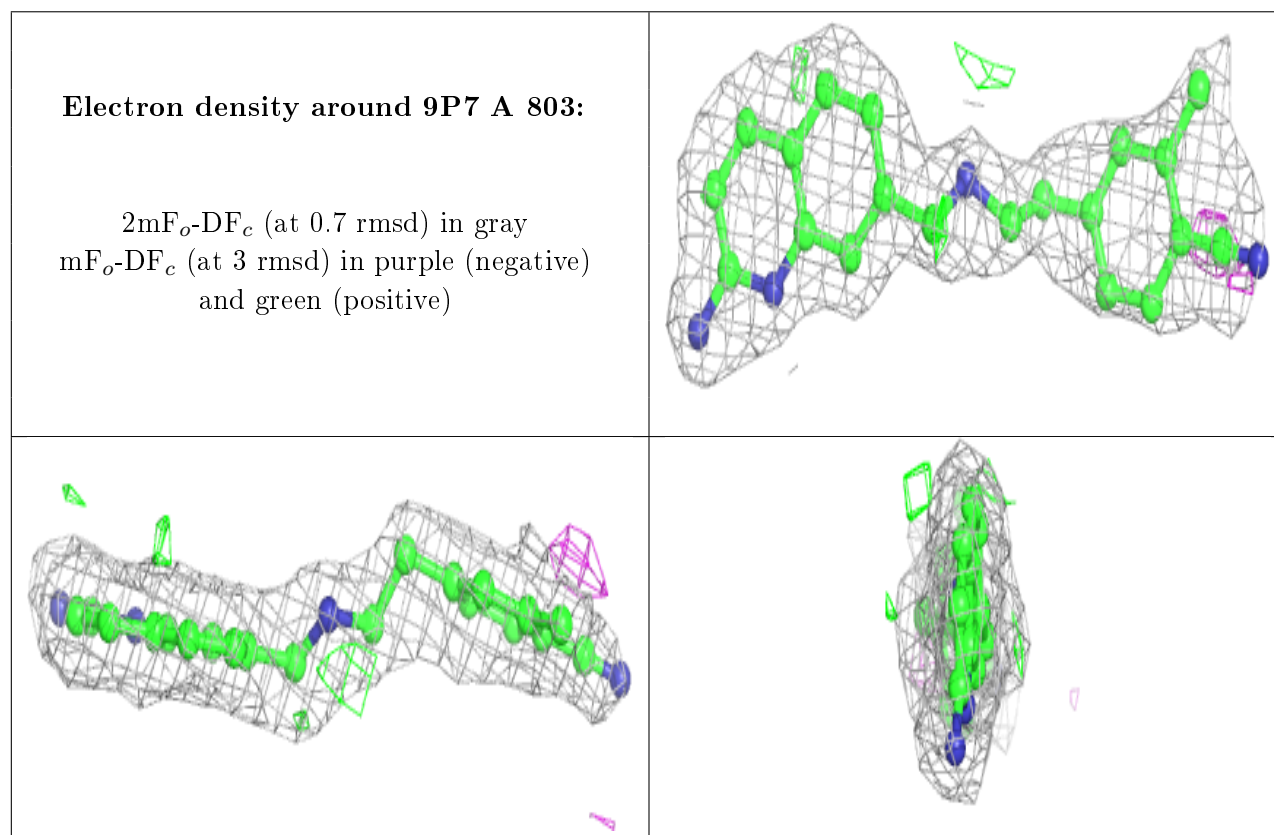 Electron density around 9P7 A 803:
2mFo-DFc (at 0.7 rmsd) in gray
mFo-DFc (at 3 rmsd) in purple (negative)
and green (positive)